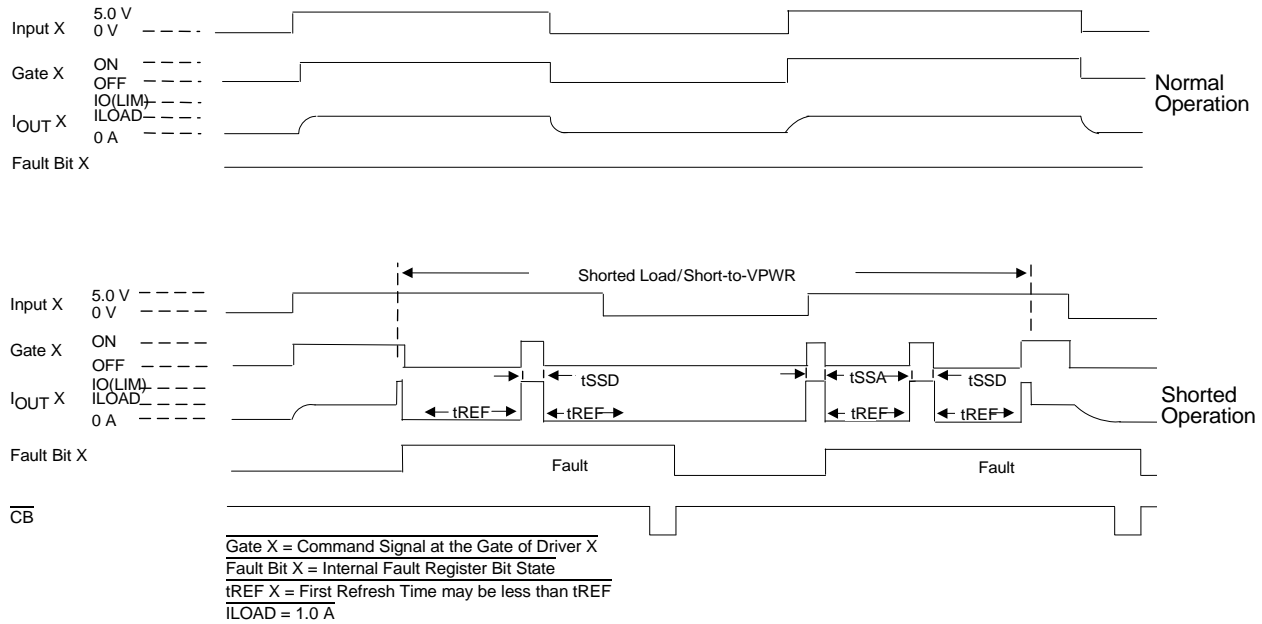 5.0 V
Input X
0 V
ON
Gate X
OFF
IO(LIM)
ILOAD
IOUT X
0 A
Normal
Operation
Fault Bit X
Shorted Load/Short-to-VPWR
5.0 V
Input X
0 V
ON
Gate X
OFF
IO(LIM)
tSSD tSSA tSSD
ILOAD
IOUT X
0 A
tREF tREF tREF tREF
Shorted
Operation
Fault Bit X
Fault Fault
CB
Gate X = Command Signal at the Gate of Driver X
Fault Bit X = Internal Fault Register Bit State
tREF X = First Refresh Time may be less than tREF
ILOAD = 1.0 A